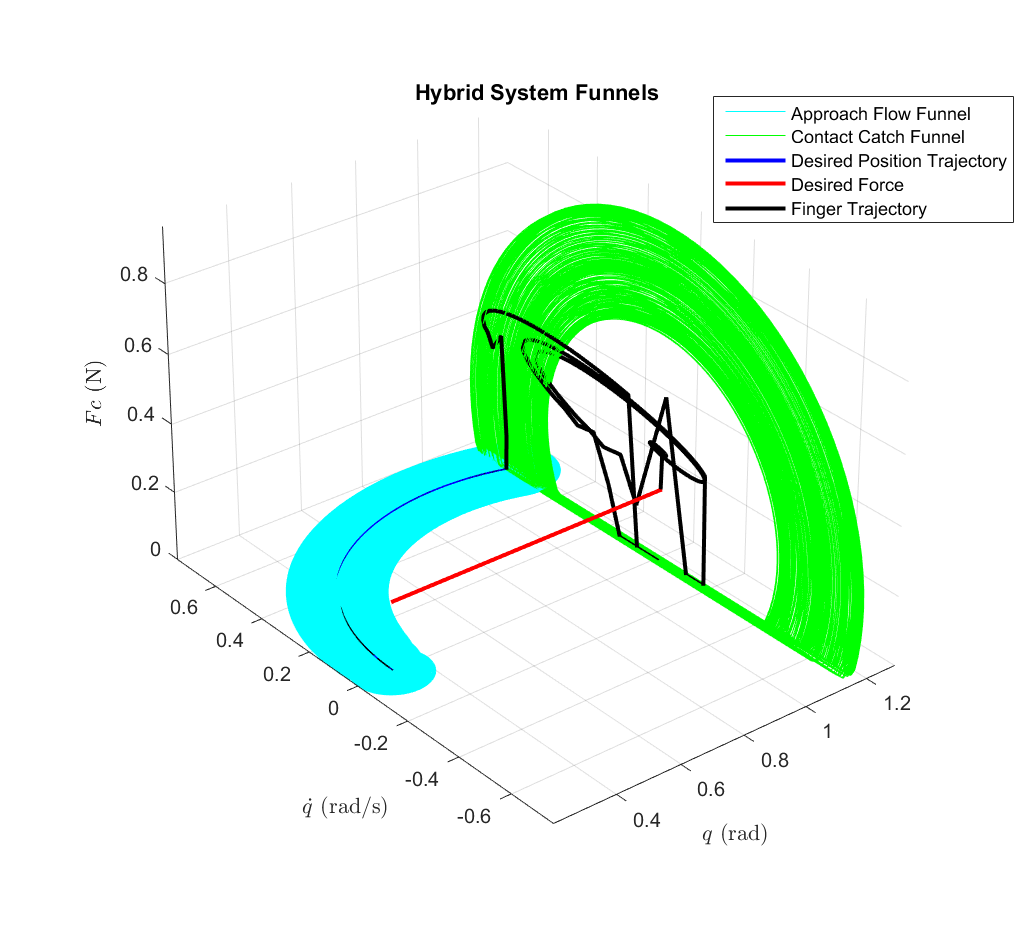 Hybrid System Funnels
Approach Flow Funnel
Contact Catch Funnel
Desired Position Trajectory
Desired Force
Finger Trajectory
0.8
0.6
0.4
0.2
0
Fc (N)
0.6
0.4
0.2
0
-0.2
-0.4
-0.6
q̇ (rad/s)
0.4
0.6
0.8
1
1.2
q (rad)